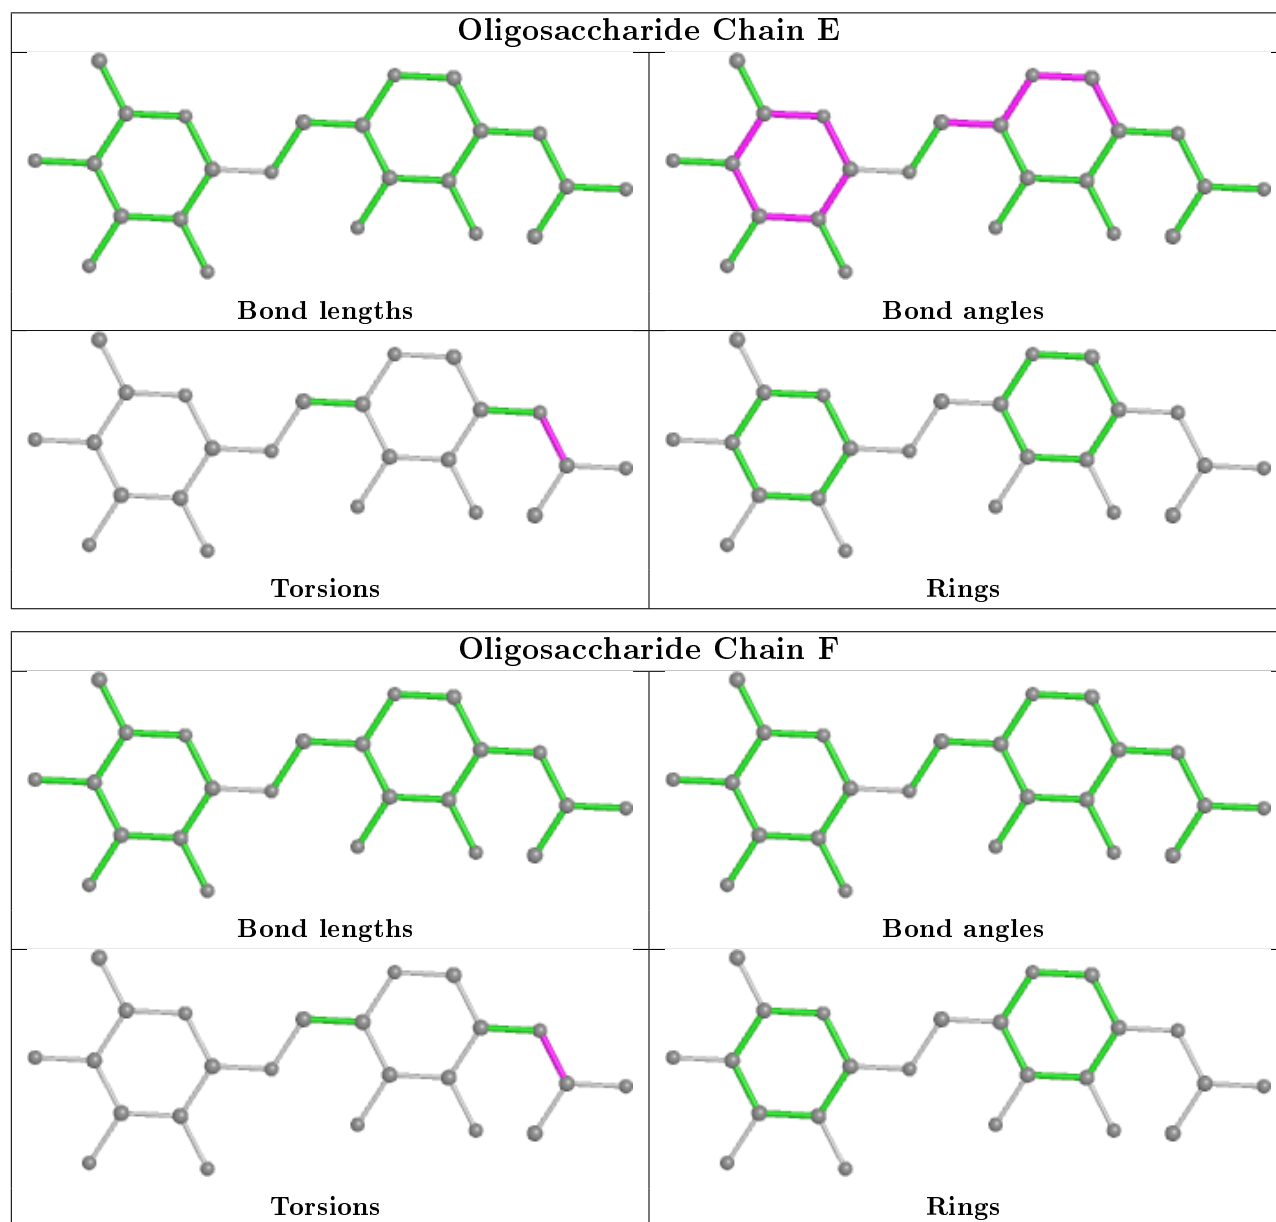 Oligosaccharide Chain E
Bond lengths
Bond angles
Torsions
Rings
Oligosaccharide Chain F
Bond lengths
Bond angles
Torsions
Rings